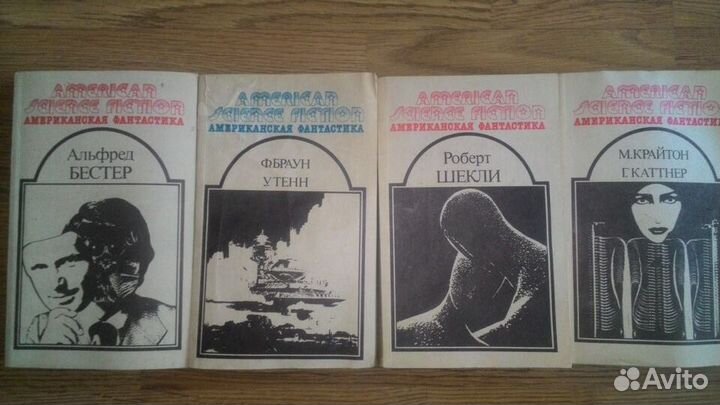 AMERICAN
SCIENCE FICTION
АМЕРИКАНСКАЯ ФАНТАСТИКА
Альфред
БЕСТЕР
AMERICAN
SCIENCE FICTION
АМЕРИКАНСКАЯ ФАНТАСТИКА
Ф.БРАУН
У.ТЕНН
AMERICAN
SCIENCE FICTION
АМЕРИКАНСКАЯ ФАНТАСТИКА
Роберт
ШЕКЛИ
AMERICAN
SCIENCE FICTION
АМЕРИКАНСКАЯ ФАНТАСТИКА
М.КРАЙТОН
Г.КАТТНЕР
Avito